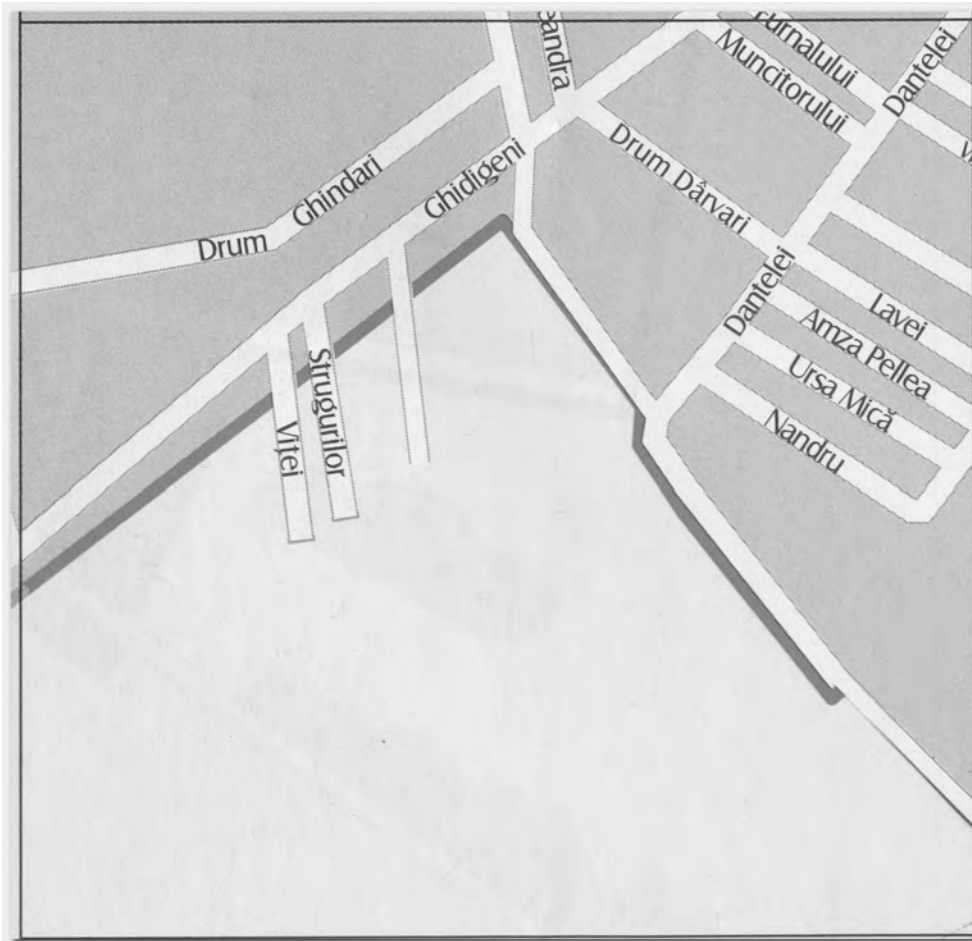 Furnalului
Dantelei
Muncitorului
Ghindari
Drum
Ghidigeni
Drum Dârvari
Dantelei
Lavei
Amza Pellea
Ursa Mică
Nandru
Strugurilor
Viței